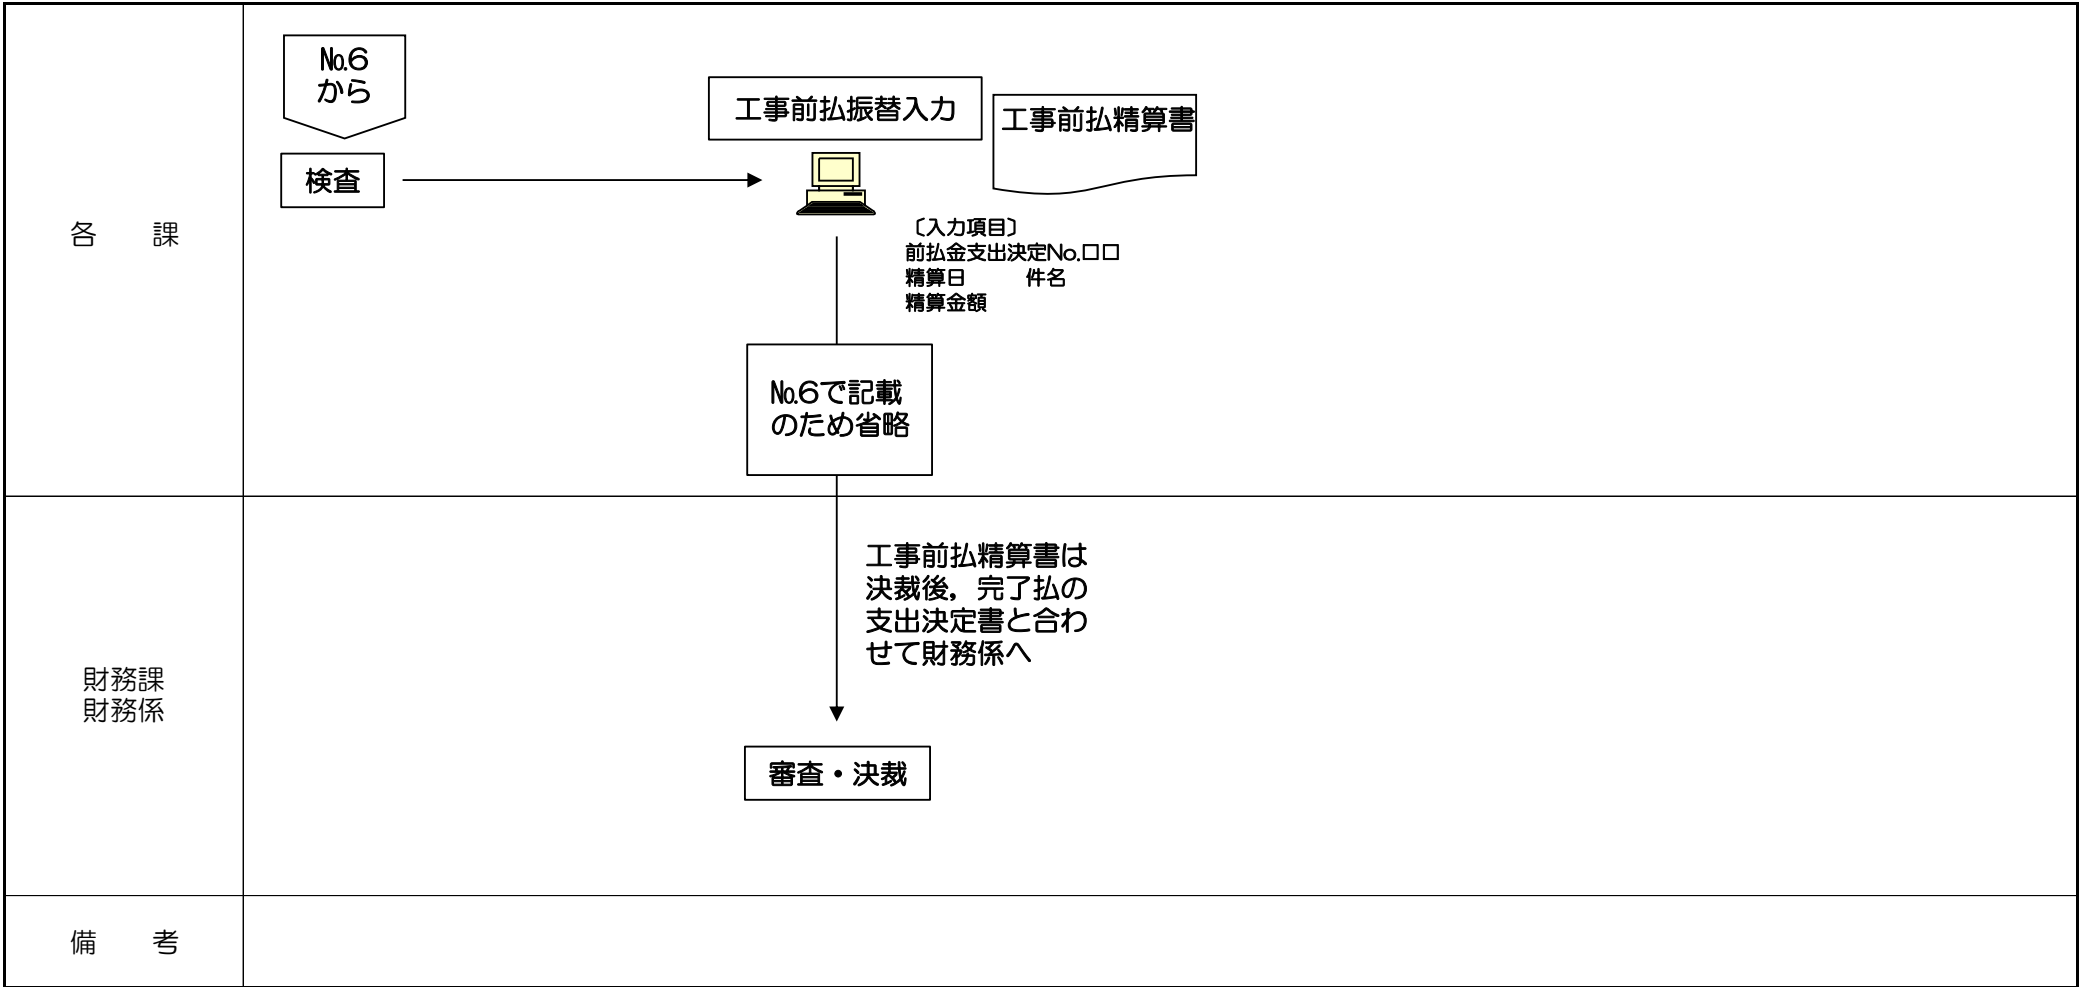 №6
から
工事前払振替入力
工事前払精算書
検査
各　　課
〔入力項目〕
前払金支出決定No.□□
精算日　　　件名
精算金額
№6で記載
のため省略
工事前払精算書は
決裁後，完了払の
支出決定書と合わ
せて財務係へ
財務課
財務係
審査・決裁
備　　考